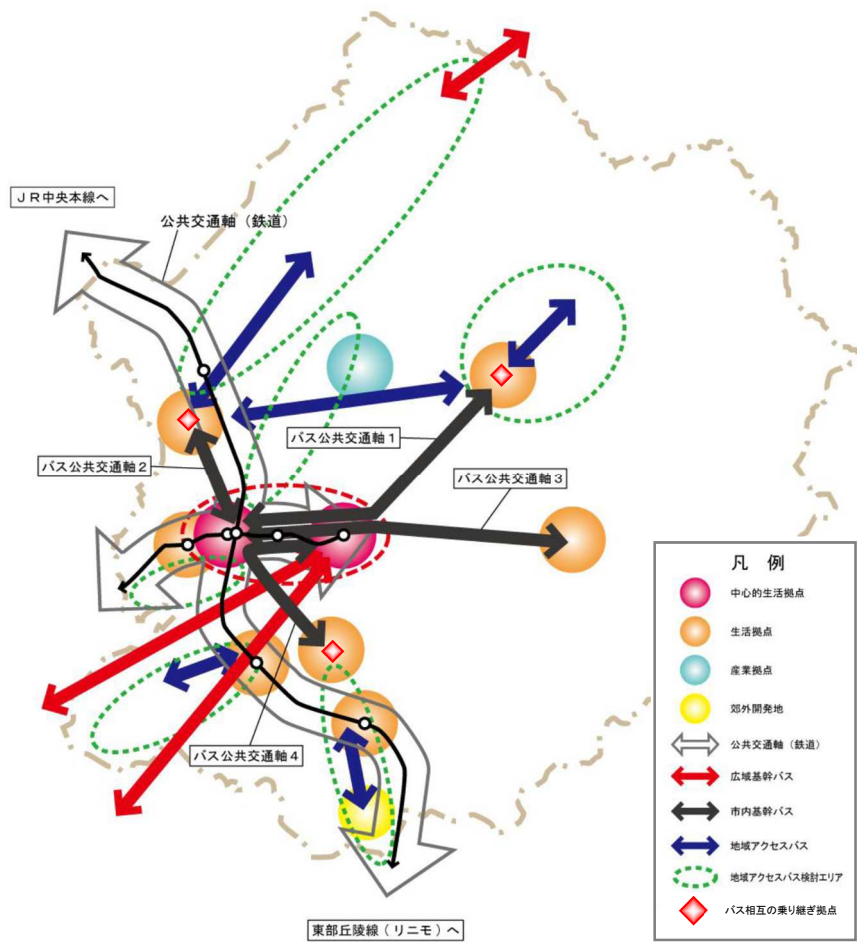 ＪＲ中央本線へ
公共交通軸（鉄道）
バス公共交通軸１
バス公共交通軸２
バス公共交通軸３
バス公共交通軸４
東部丘陵線（リニモ）へ
凡 例
中心的生活拠点
生活拠点
産業拠点
郊外開発地
公共交通軸（鉄道）
広域基幹バス
市内基幹バス
地域アクセスバス
地域アクセスバス検討エリア
バス相互の乗り継ぎ拠点